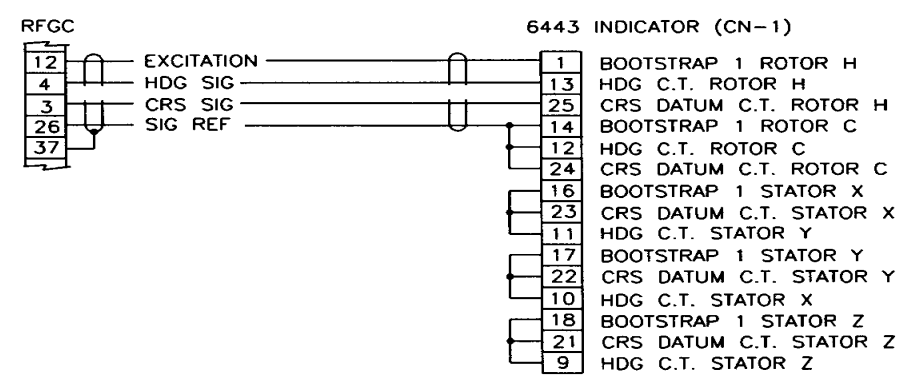 RFGC 6443 INDICATOR (CN-1)
12 EXCITATION 1 BOOTSTRAP 1 ROTOR H
4 HDG SIG 13 HDG C.T. ROTOR H
3 CRS SIG 25 CRS DATUM C.T. ROTOR H
26 SIG REF 14 BOOTSTRAP 1 ROTOR C
37 12 HDG C.T. ROTOR C
24 CRS DATUM C.T. ROTOR C
16 BOOTSTRAP 1 STATOR X
23 CRS DATUM C.T. STATOR X
11 HDG C.T. STATOR Y
17 BOOTSTRAP 1 STATOR Y
22 CRS DATUM C.T. STATOR Y
10 HDG C.T. STATOR X
18 BOOTSTRAP 1 STATOR Z
21 CRS DATUM C.T. STATOR Z
9 HDG C.T. STATOR Z